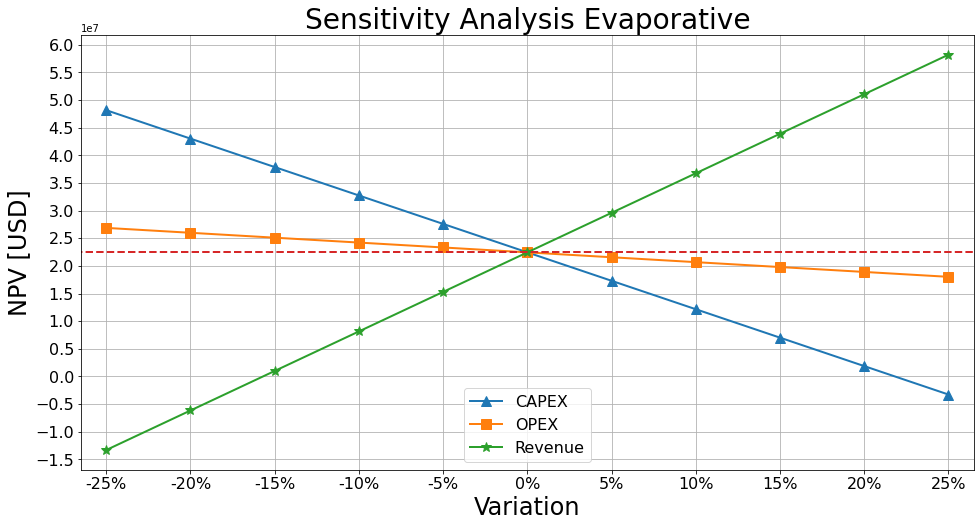 Sensitivity Analysis Evaporative
1e7
6.0
5.5
5.0
4.5
4.0
3.5
3.0
2.5
2.0
1.5
1.0
0.5
0.0
−0.5
−1.0
−1.5
NPV [USD]
CAPEX
OPEX
Revenue
-25% -20% -15% -10% -5% 0% 5% 10% 15% 20% 25%
Variation